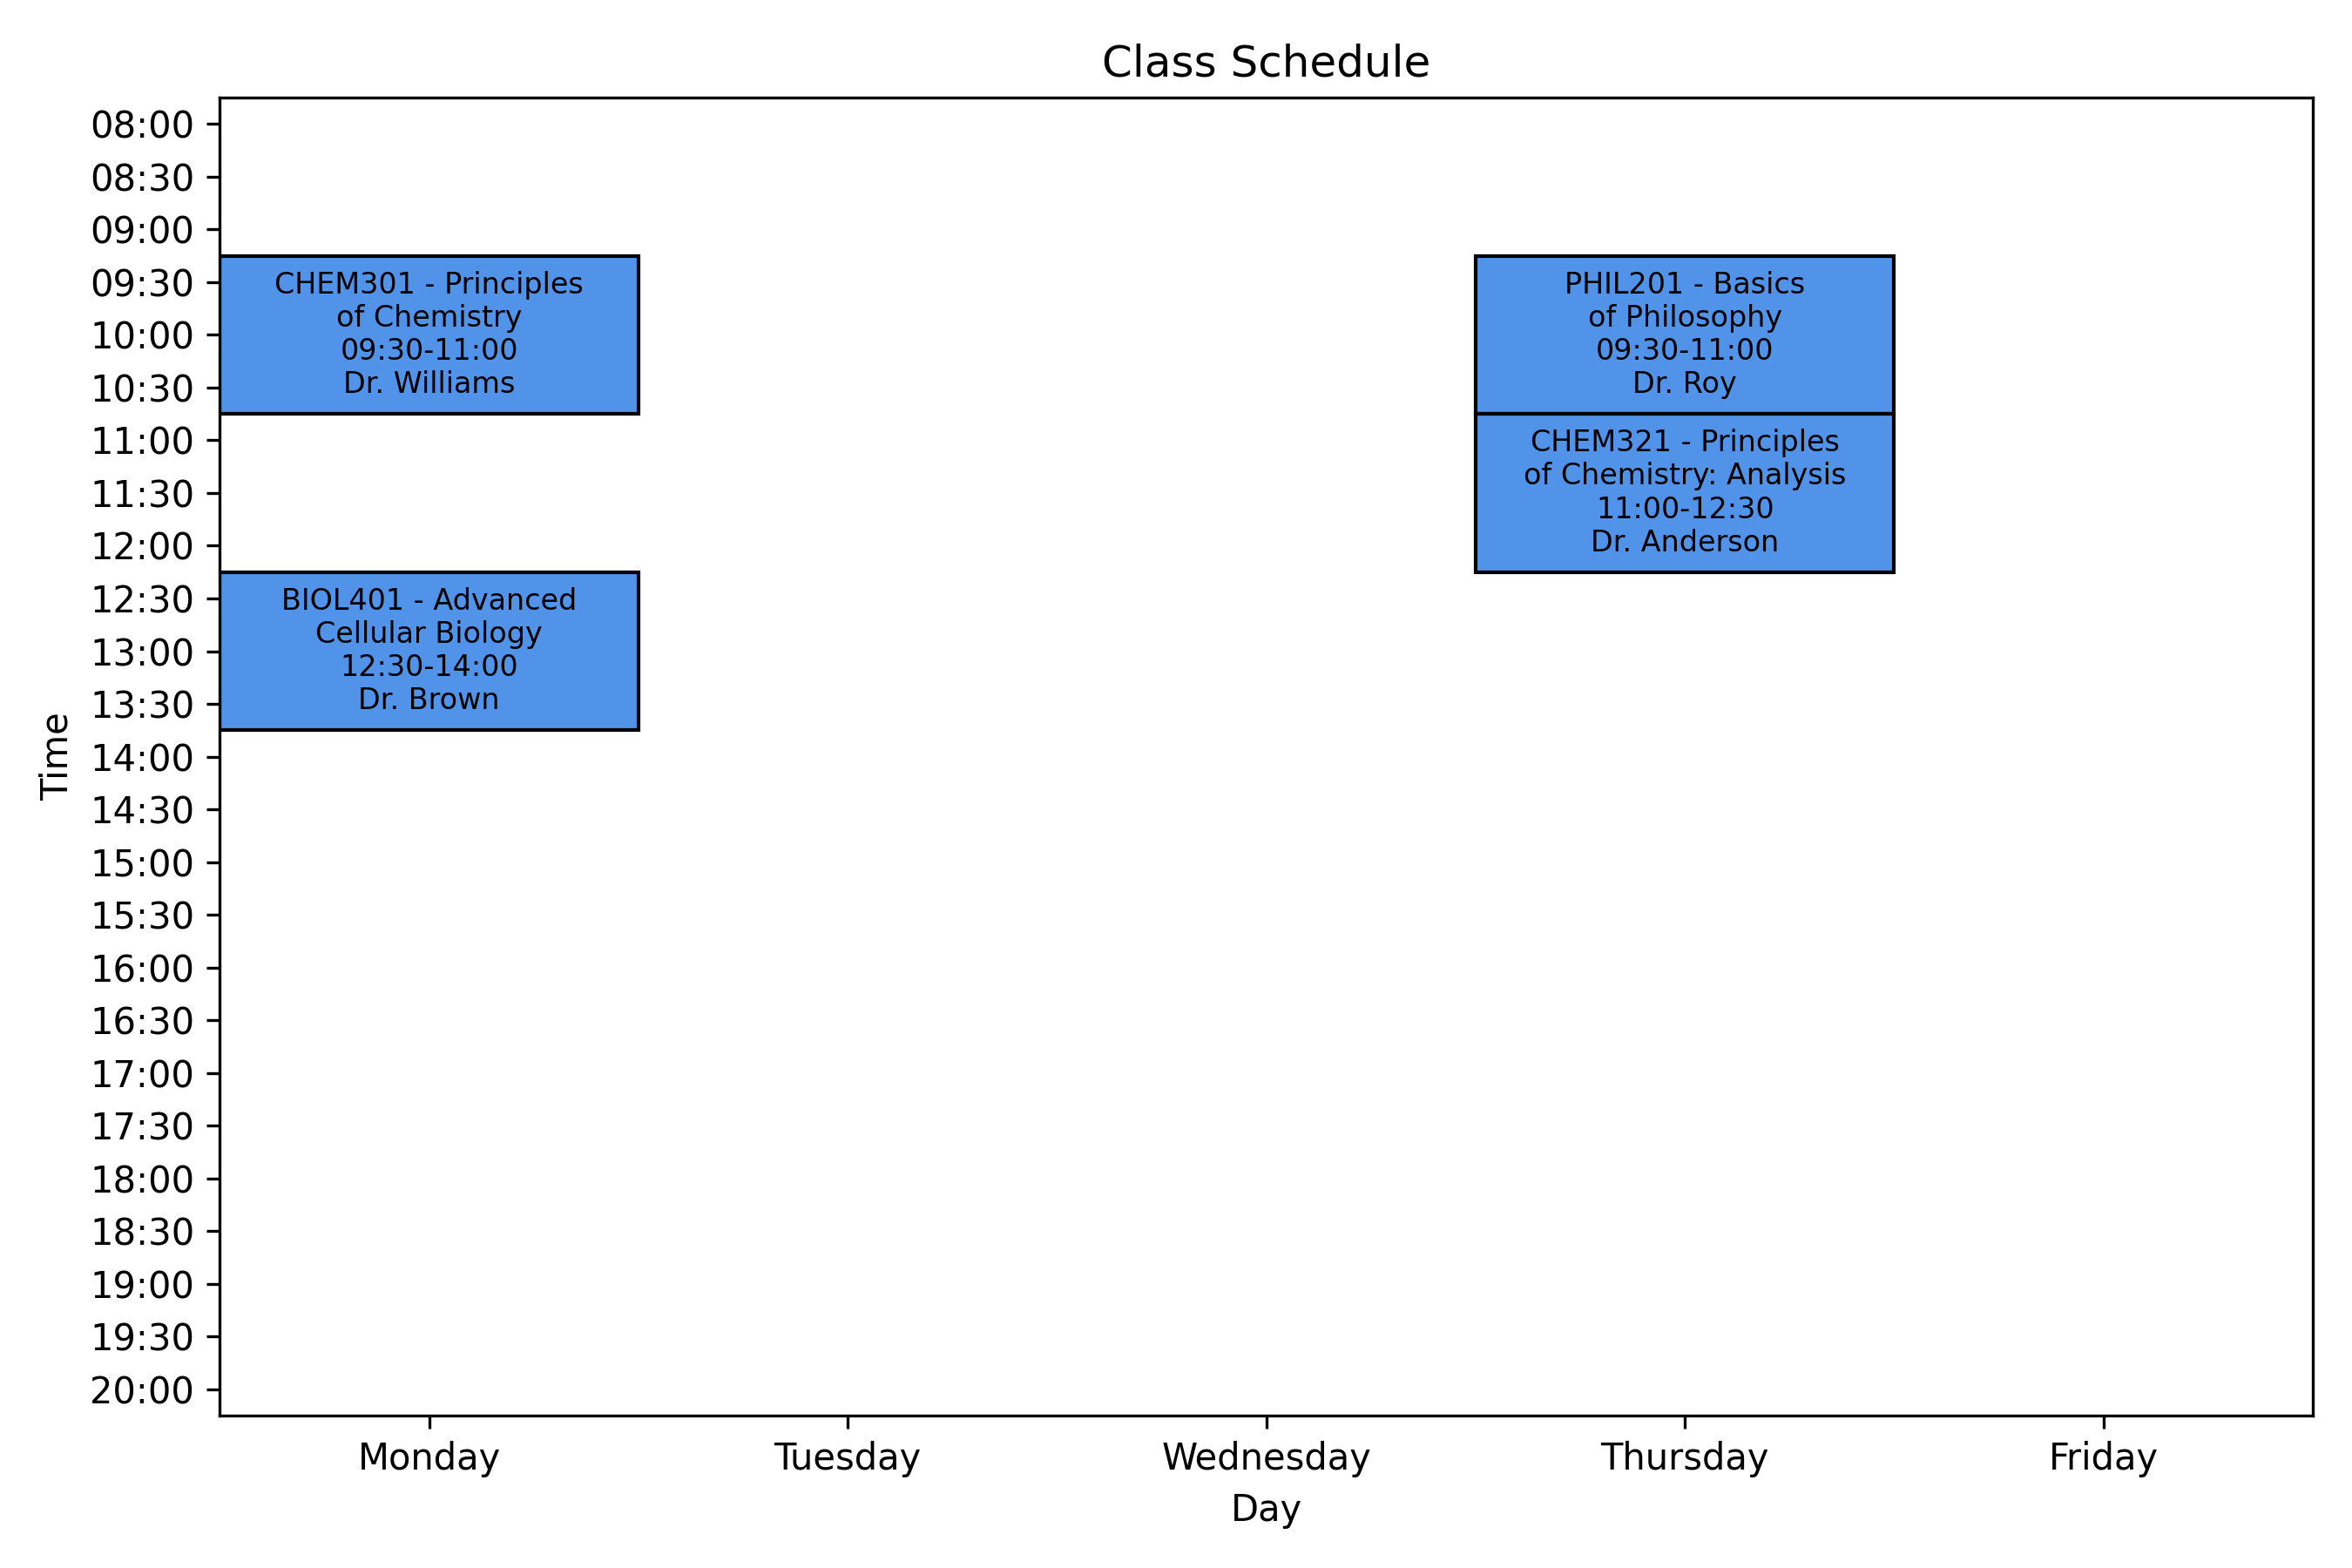 Class Schedule
Time
08:00
08:30
09:00
09:30
10:00
10:30
11:00
11:30
12:00
12:30
13:00
13:30
14:00
14:30
15:00
15:30
16:00
16:30
17:00
17:30
18:00
18:30
19:00
19:30
20:00
CHEM301 - Principles
of Chemistry
09:30-11:00
Dr. Williams
BIOL401 - Advanced
Cellular Biology
12:30-14:00
Dr. Brown
PHIL201 - Basics
of Philosophy
09:30-11:00
Dr. Roy
CHEM321 - Principles
of Chemistry: Analysis
11:00-12:30
Dr. Anderson
Monday
Tuesday
Wednesday
Thursday
Friday
Day